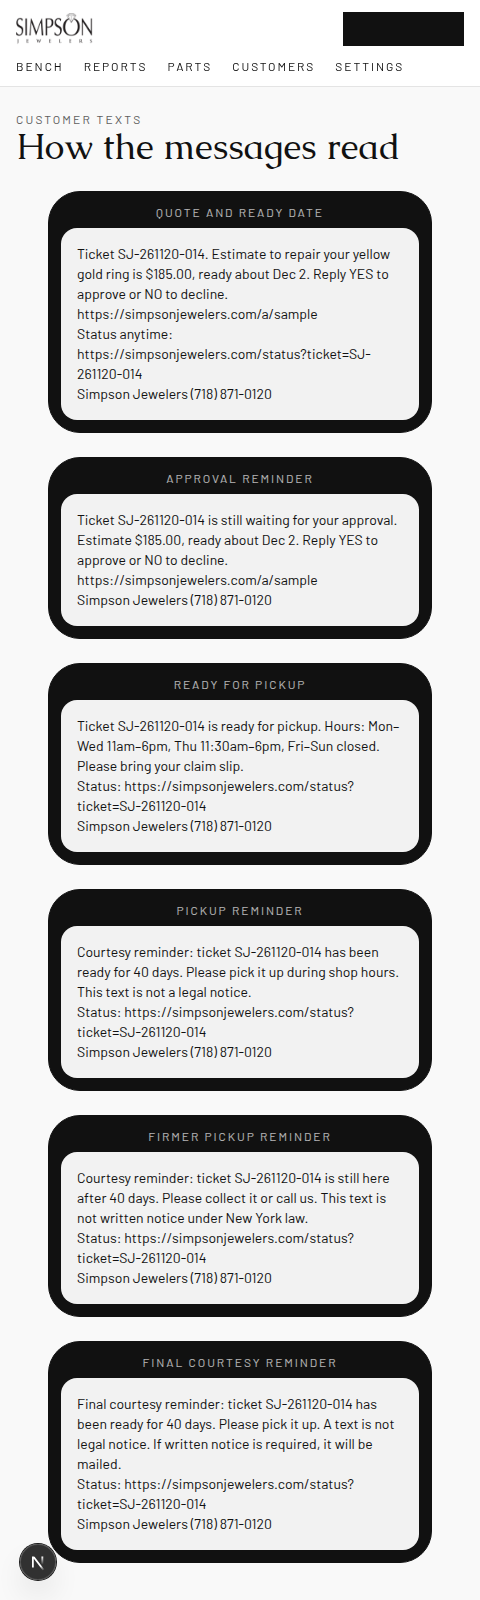 SIMPSON
JEWELERS
BENCH REPORTS PARTS CUSTOMERS SETTINGS
CUSTOMER TEXTS
How the messages read
QUOTE AND READY DATE
Ticket SJ-261120-014. Estimate to repair your yellow
gold ring is $185.00, ready about Dec 2. Reply YES to
approve or NO to decline.
https://simpsonjewelers.com/a/sample
Status anytime:
https://simpsonjewelers.com/status?ticket=SJ-
261120-014
Simpson Jewelers (718) 871-0120
APPROVAL REMINDER
Ticket SJ-261120-014 is still waiting for your approval.
Estimate $185.00, ready about Dec 2. Reply YES to
approve or NO to decline.
https://simpsonjewelers.com/a/sample
Simpson Jewelers (718) 871-0120
READY FOR PICKUP
Ticket SJ-261120-014 is ready for pickup. Hours: Mon–
Wed 11am–6pm, Thu 11:30am–6pm, Fri–Sun closed.
Please bring your claim slip.
Status: https://simpsonjewelers.com/status?
ticket=SJ-261120-014
Simpson Jewelers (718) 871-0120
PICKUP REMINDER
Courtesy reminder: ticket SJ-261120-014 has been
ready for 40 days. Please pick it up during shop hours.
This text is not a legal notice.
Status: https://simpsonjewelers.com/status?
ticket=SJ-261120-014
Simpson Jewelers (718) 871-0120
FIRMER PICKUP REMINDER
Courtesy reminder: ticket SJ-261120-014 is still here
after 40 days. Please collect it or call us. This text is
not written notice under New York law.
Status: https://simpsonjewelers.com/status?
ticket=SJ-261120-014
Simpson Jewelers (718) 871-0120
FINAL COURTESY REMINDER
Final courtesy reminder: ticket SJ-261120-014 has
been ready for 40 days. Please pick it up. A text is not
legal notice. If written notice is required, it will be
mailed.
Status: https://simpsonjewelers.com/status?
ticket=SJ-261120-014
Simpson Jewelers (718) 871-0120
N